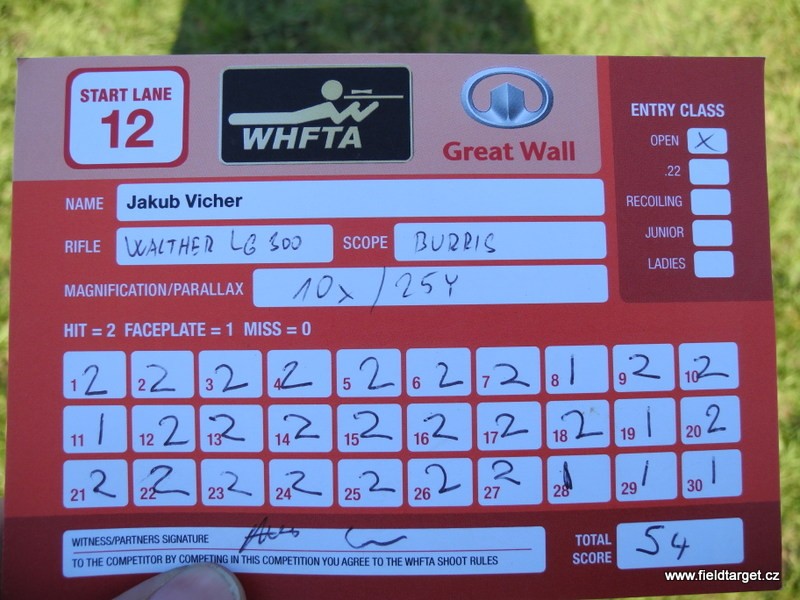 START LANE
12
WHFTA
Great Wall
ENTRY CLASS
OPEN X
.22
RECOILING
JUNIOR
LADIES
NAME Jakub Vicher
RIFLE WALTHER LG 300 SCOPE BURRIS
MAGNIFICATION/PARALLAX 10x / 25Y
HIT = 2 FACEPLATE = 1 MISS = 0
1 2 2 2 3 2 4 2 5 2 6 2 7 2 8 1 9 2 10 2
11 1 12 2 13 2 14 2 15 2 16 2 17 2 18 2 19 1 20 2
21 2 22 2 23 2 24 2 25 2 26 2 27 2 28 1 29 1 30 1
WITNESS/PARTNERS SIGNATURE
TO THE COMPETITOR BY COMPETING IN THIS COMPETITION YOU AGREE TO THE WHFTA SHOOT RULES
TOTAL SCORE 54
www.fieldtarget.cz